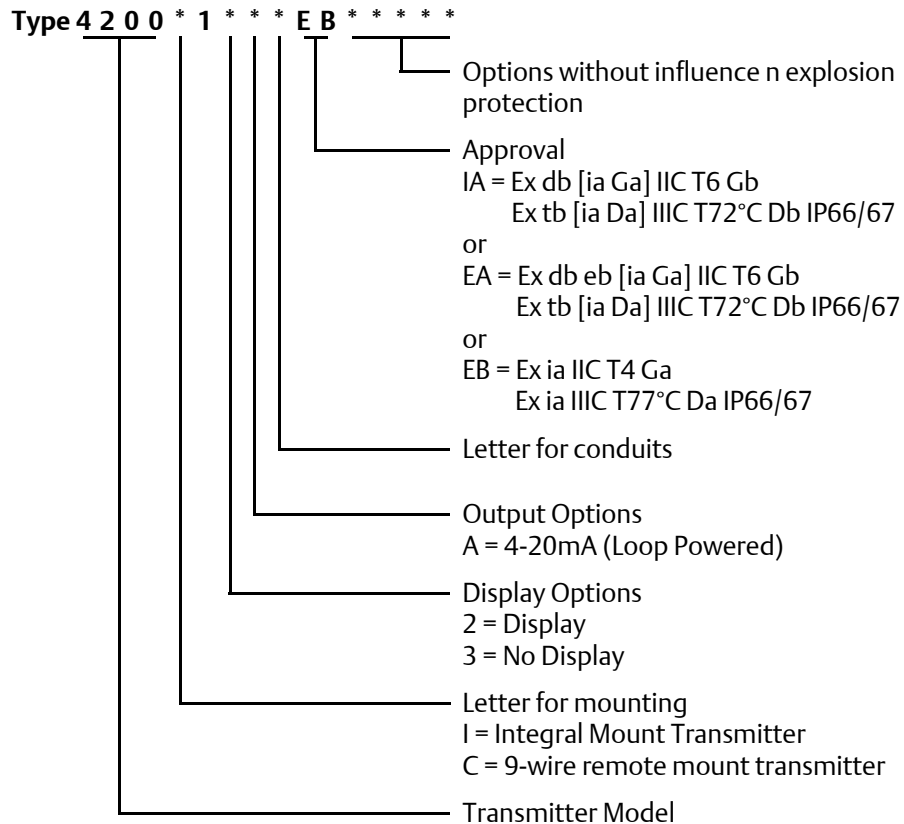 Type 4 2 0 0 * 1 * * * E B * * * * *
Options without influence n explosion
protection
Approval
IA = Ex db [ia Ga] IIC T6 Gb
Ex tb [ia Da] IIIC T72°C Db IP66/67
or
EA = Ex db eb [ia Ga] IIC T6 Gb
Ex tb [ia Da] IIIC T72°C Db IP66/67
or
EB = Ex ia IIC T4 Ga
Ex ia IIIC T77°C Da IP66/67
Letter for conduits
Output Options
A = 4-20mA (Loop Powered)
Display Options
2 = Display
3 = No Display
Letter for mounting
I = Integral Mount Transmitter
C = 9-wire remote mount transmitter
Transmitter Model